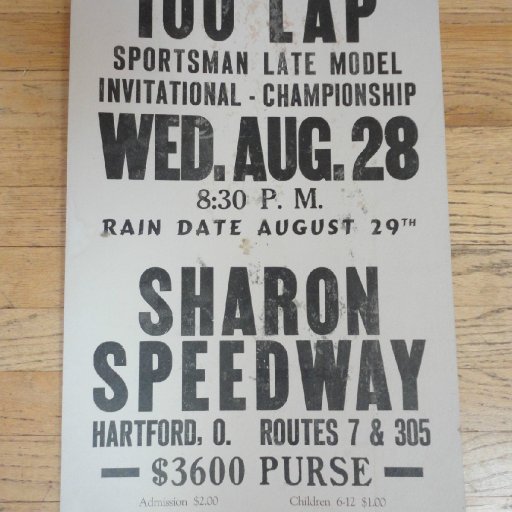 100 LAP
SPORTSMAN LATE MODEL
INVITATIONAL - CHAMPIONSHIP
WED. AUG. 28
8:30 P. M.
RAIN DATE AUGUST 29TH
SHARON
SPEEDWAY
HARTFORD, O. ROUTES 7 & 305
— $3600 PURSE —
Admission $2.00 Children 6-12 $1.00